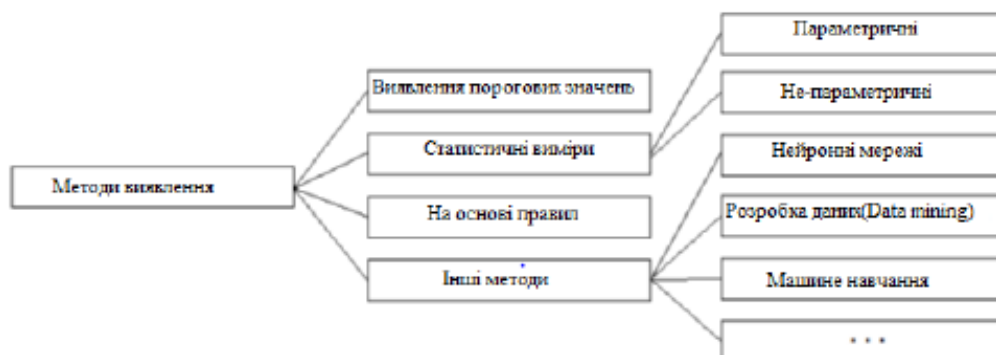 Параметричні
Виявлення порогових значень
Не-параметричні
Статистичні виміри
Нейронні мережі
Методи виявлення
На основі правил
Розробка даних(Data mining)
Інші методи
Машине навчання
• • •